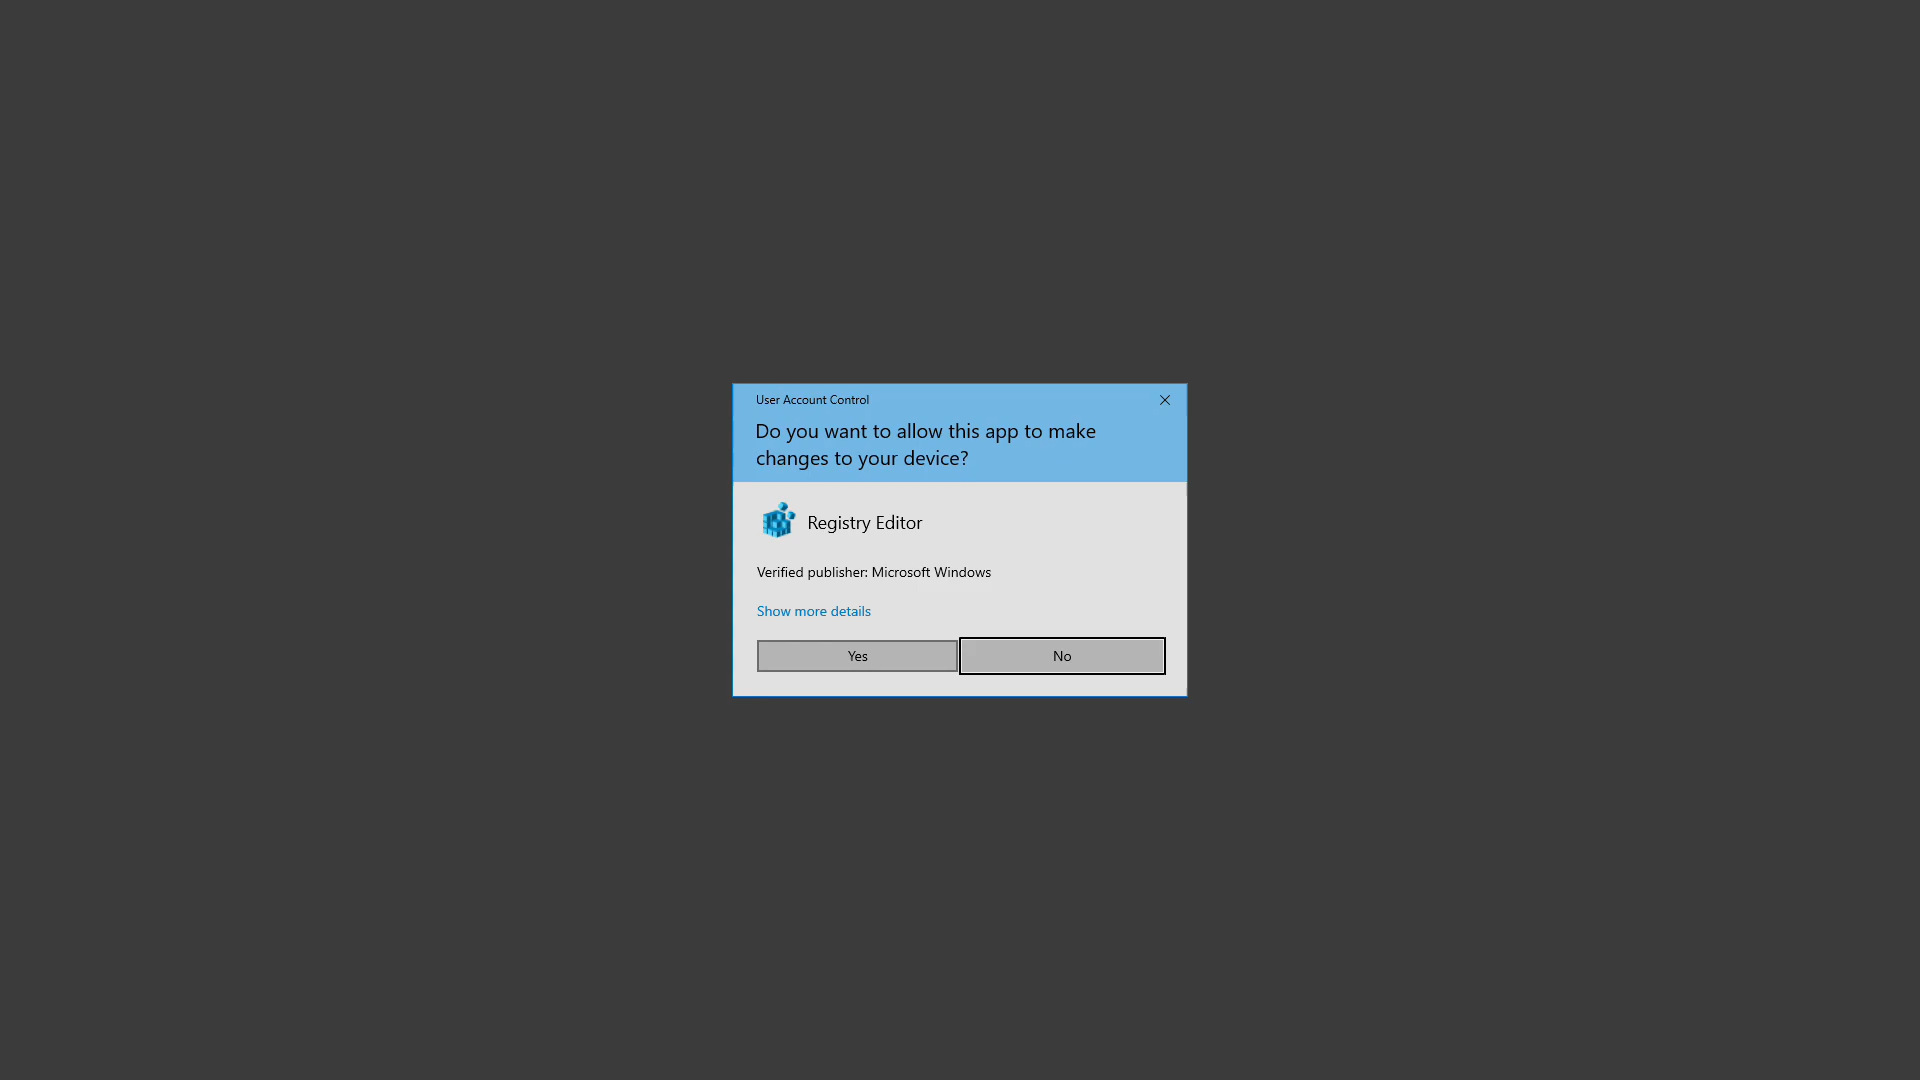 User Account Control
Do you want to allow this app to make
changes to your device?
Registry Editor
Verified publisher: Microsoft Windows
Show more details
Yes
No